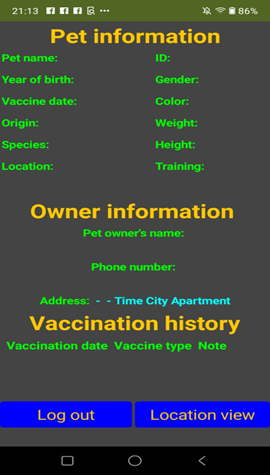 21:13 86%
Pet information
Pet name: ID:
Year of birth: Gender:
Vaccine date: Color:
Origin: Weight:
Species: Height:
Location: Training:
Owner information
Pet owner's name:
Phone number:
Address: - - Time City Apartment
Vaccination history
Vaccination date Vaccine type Note
Log out Location view